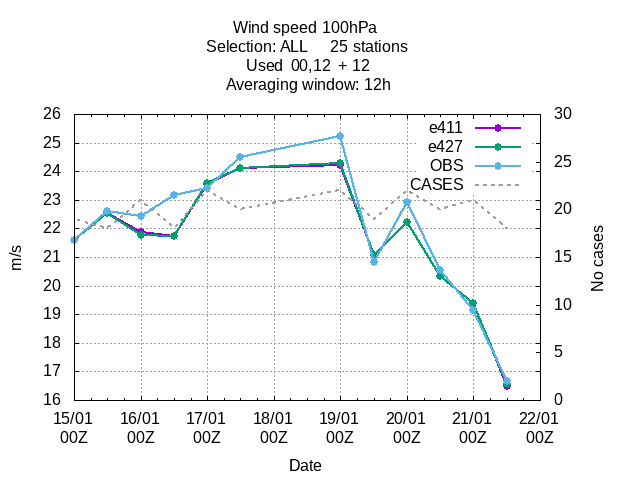 Wind speed 100hPa
Selection: ALL 25 stations
Used 00,12 + 12
Averaging window: 12h
26 30
25
24 25
23
22 20
21 15
20
19 10
18
17 5
16 0
e411
e427
OBS
CASES
m/s
No cases
15/01 16/01 17/01 18/01 19/01 20/01 21/01 22/01
00Z 00Z 00Z 00Z 00Z 00Z 00Z 00Z
Date